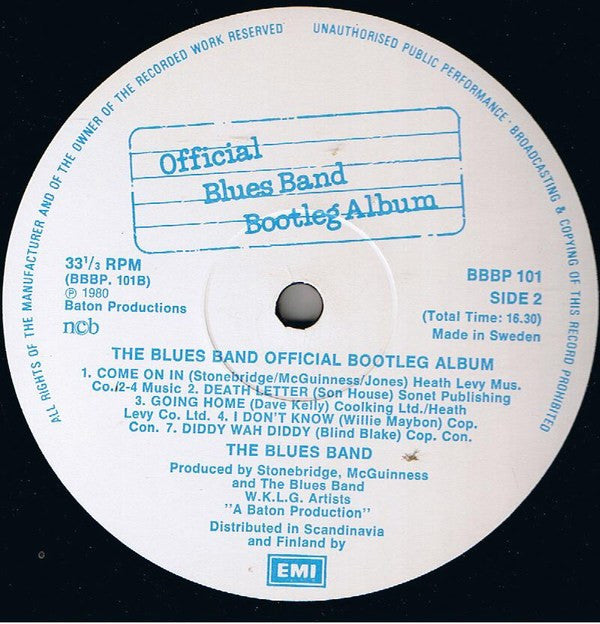 ALL RIGHTS OF THE MANUFACTURER AND OF THE OWNER OF THE RECORDED WORK RESERVED
UNAUTHORISED PUBLIC PERFORMANCE · BROADCASTING & COPYING OF THIS RECORD PROHIBITED
Official
Blues Band
Bootleg Album
33¹/₃ RPM
(BBBP. 101B)
℗ 1980
Baton Productions
ncb
BBBP 101
SIDE 2
(Total Time: 16.30)
Made in Sweden
THE BLUES BAND OFFICIAL BOOTLEG ALBUM
1. COME ON IN (Stonebridge/McGuinness/Jones) Heath Levy Mus.
Co./2-4 Music 2. DEATH LETTER (Son House) Sonet Publishing
3. GOING HOME (Dave Kelly) Coolking Ltd./Heath
Levy Co. Ltd. 4. I DON'T KNOW (Willie Maybon) Cop.
Con. 7. DIDDY WAH DIDDY (Blind Blake) Cop. Con.
THE BLUES BAND
Produced by Stonebridge, McGuinness
and The Blues Band
W.K.L.G. Artists
"A Baton Production"
Distributed in Scandinavia
and Finland by
EMI